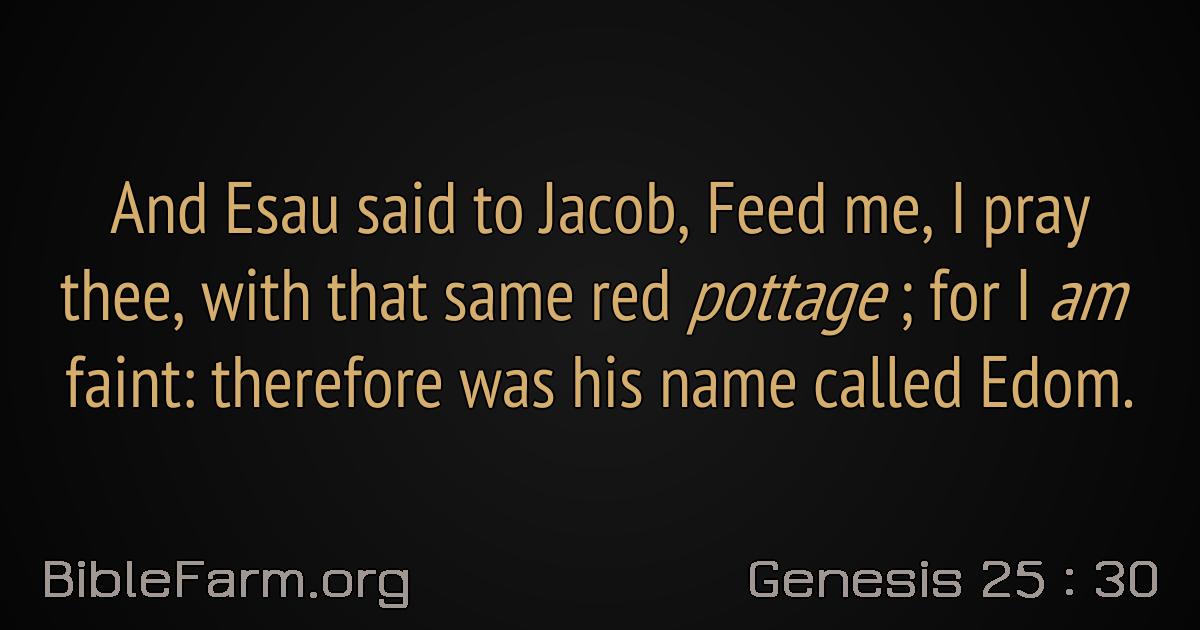 And Esau said to Jacob, Feed me, I pray
thee, with that same red pottage ; for I am
faint: therefore was his name called Edom.
BibleFarm.org
Genesis 25 : 30